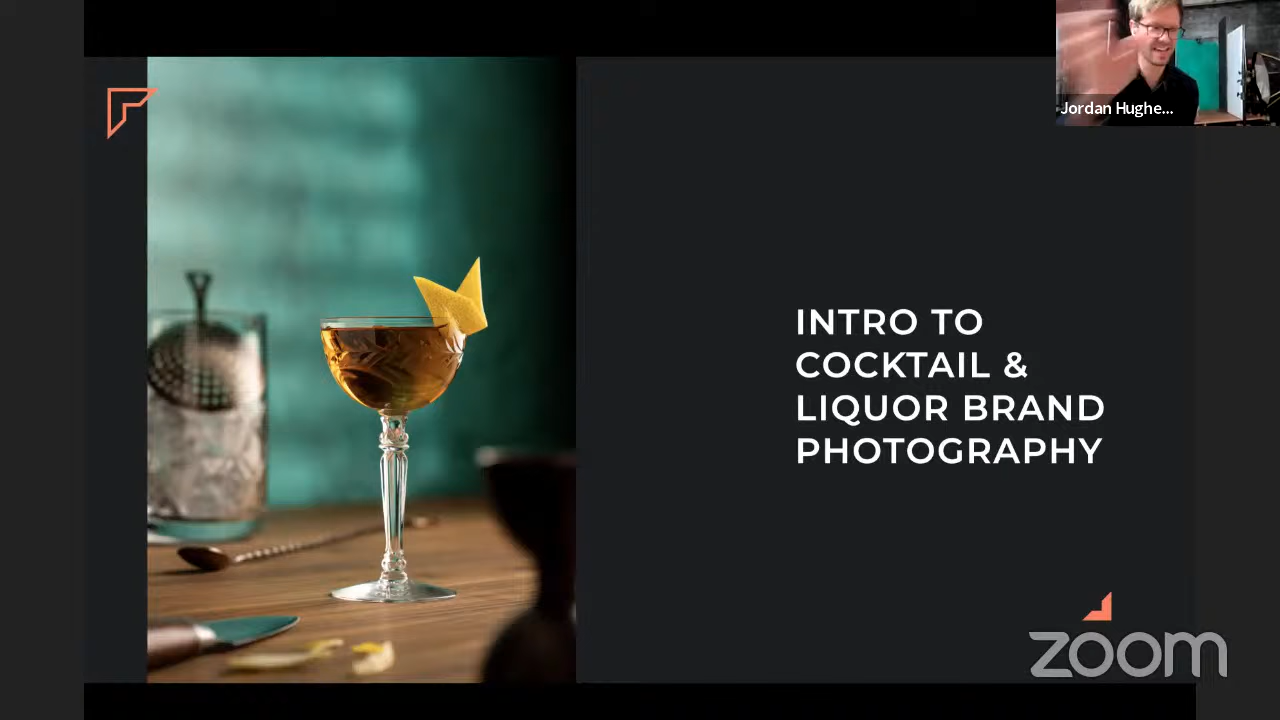 Jordan Hughe...
INTRO TO
COCKTAIL &
LIQUOR BRAND
PHOTOGRAPHY
zoom